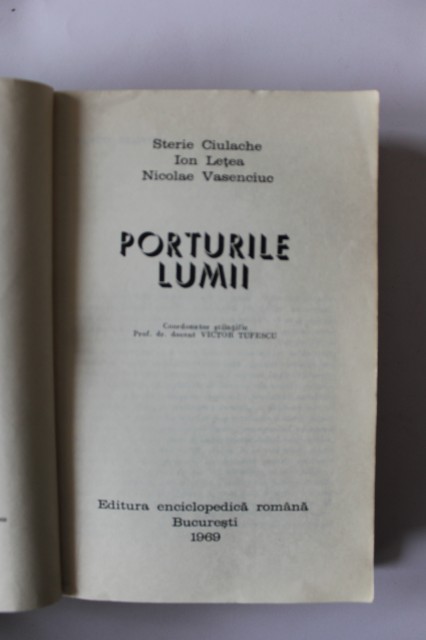 Sterie Ciulache
Ion Lețea
Nicolae Vasenciuc
PORTURILE
LUMII
Coordonator științific
Prof. dr. docent VICTOR TUFESCU
Editura enciclopedică română
București
1969